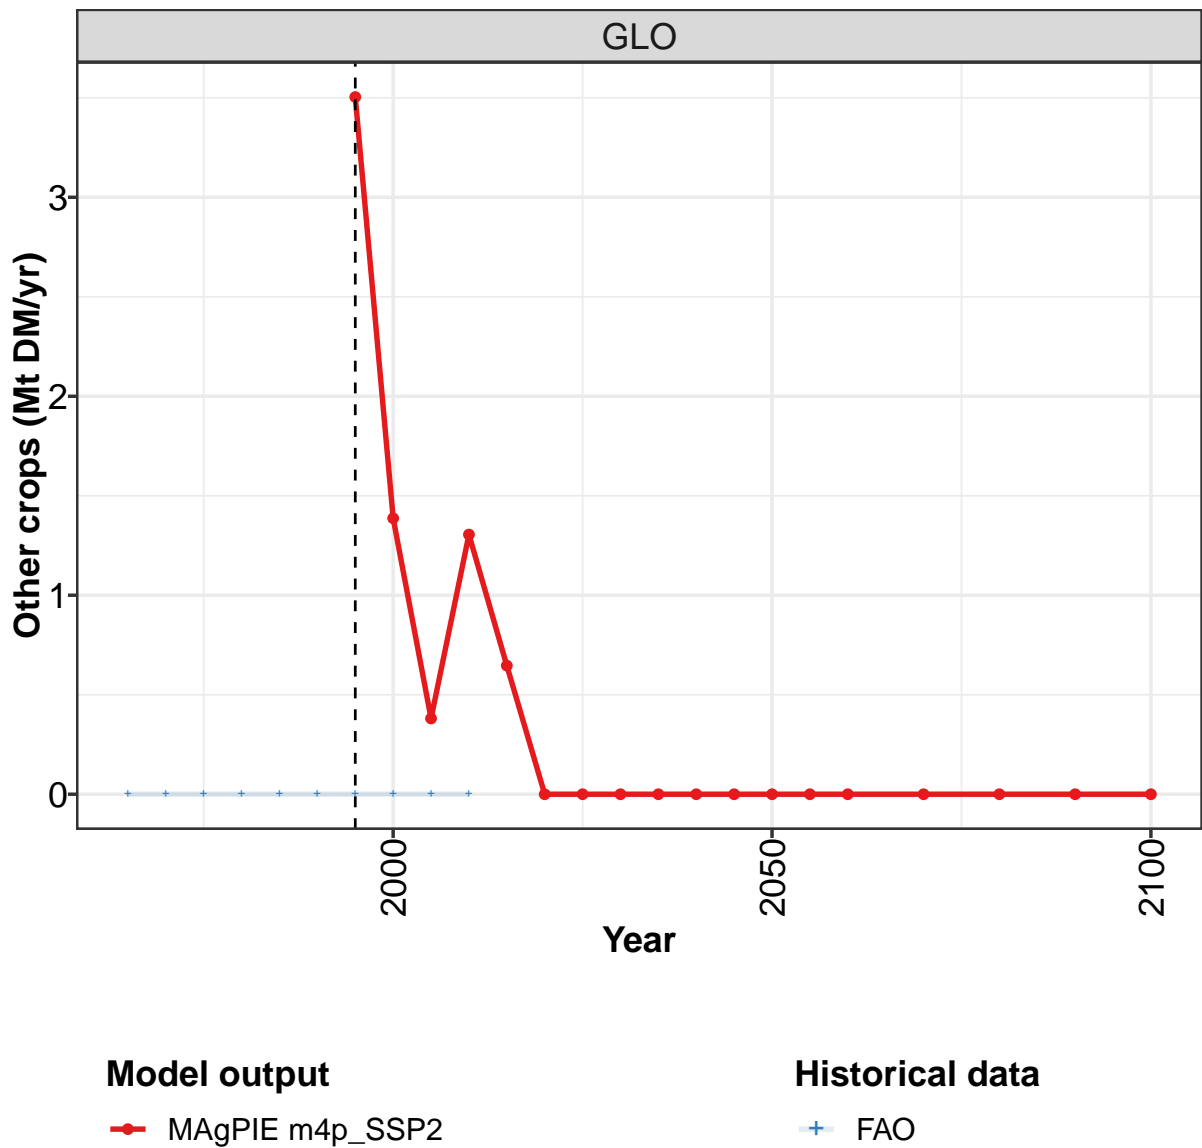 GLO
Other crops (Mt DM/yr)
3
2
1
0
2000
2050
2100
Year
Model output
Historical data
MAgPIE m4p_SSP2
FAO